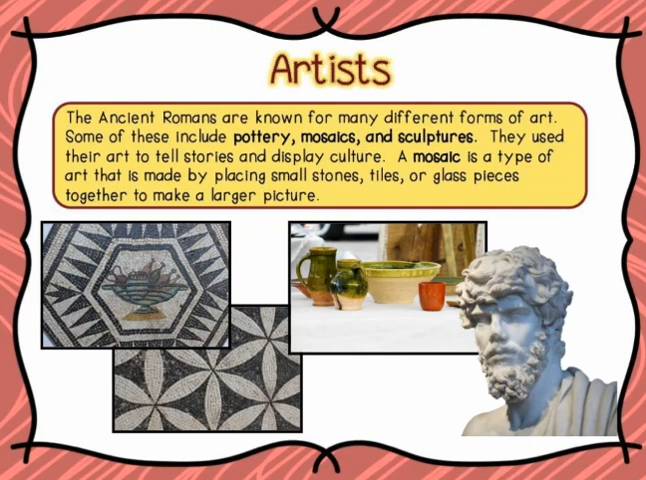 Artists
The Ancient Romans are known for many different forms of art.
Some of these include pottery, mosaics, and sculptures. They used
their art to tell stories and display culture. A mosaic is a type of
art that is made by placing small stones, tiles, or glass pieces
together to make a larger picture.